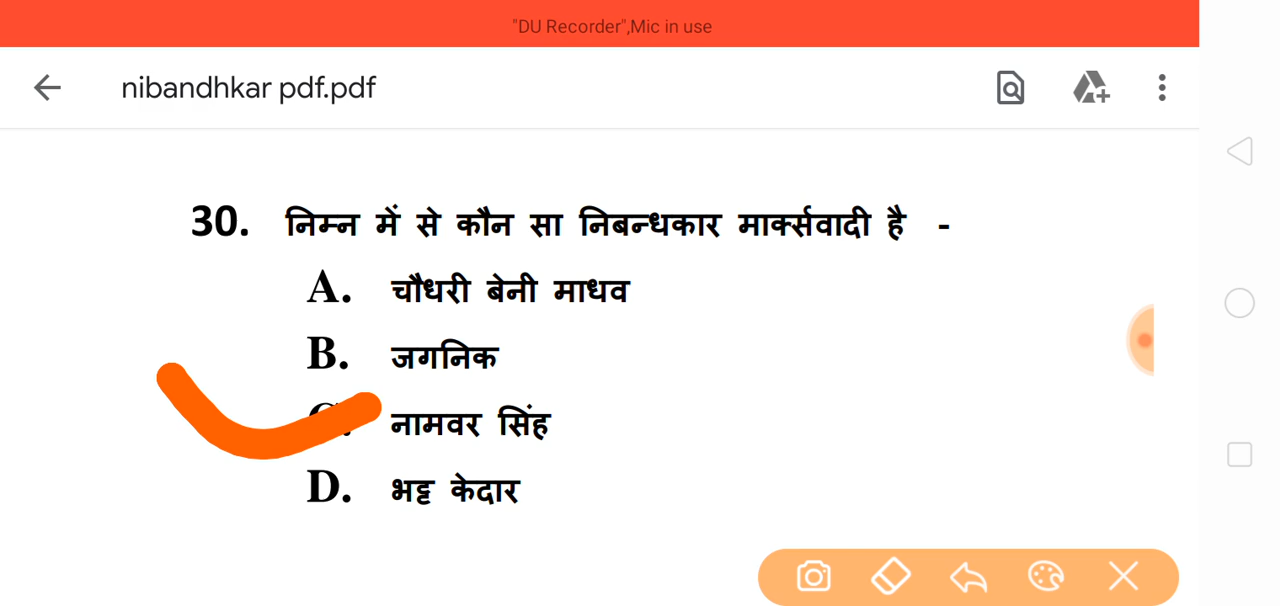 "DU Recorder",Mic in use
nibandhkar pdf.pdf
30. निम्न में से कौन सा निबन्धकार मार्क्सवादी है -
A. चौधरी बेनी माधव
B. जगनिक
C. नामवर सिंह
D. भट्ट केदार